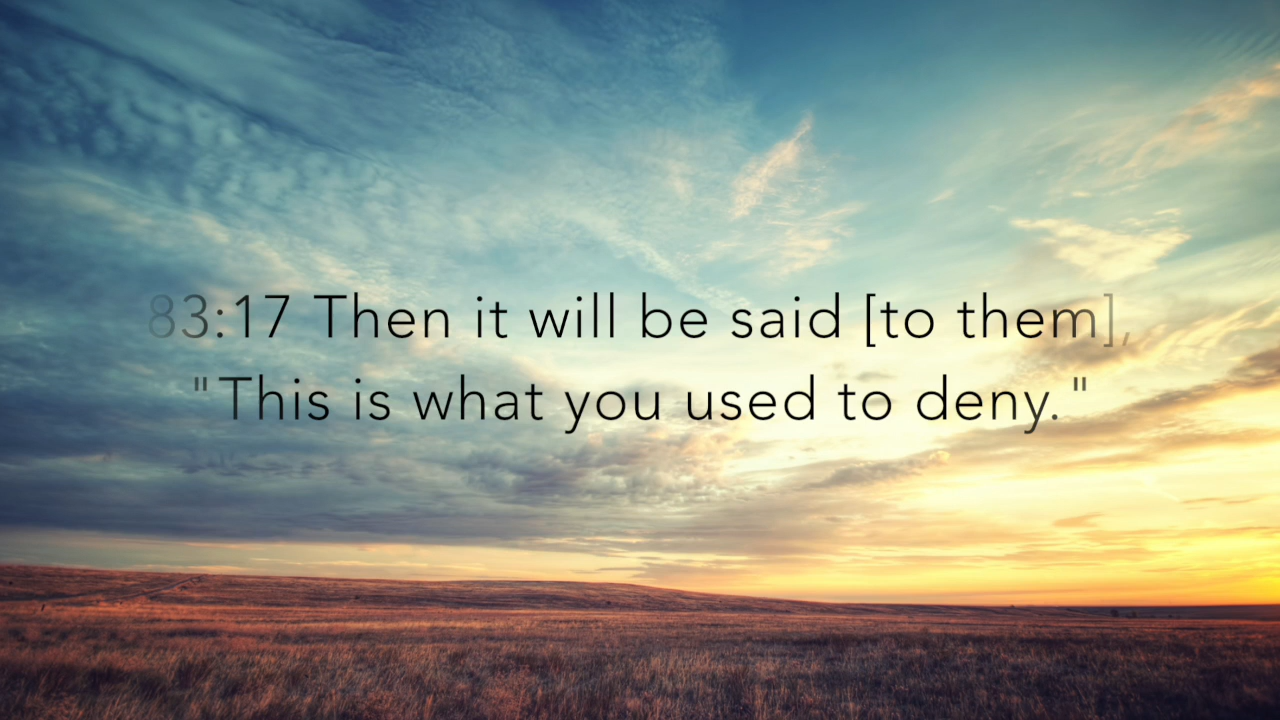 83:17 Then it will be said [to them],
"This is what you used to deny."